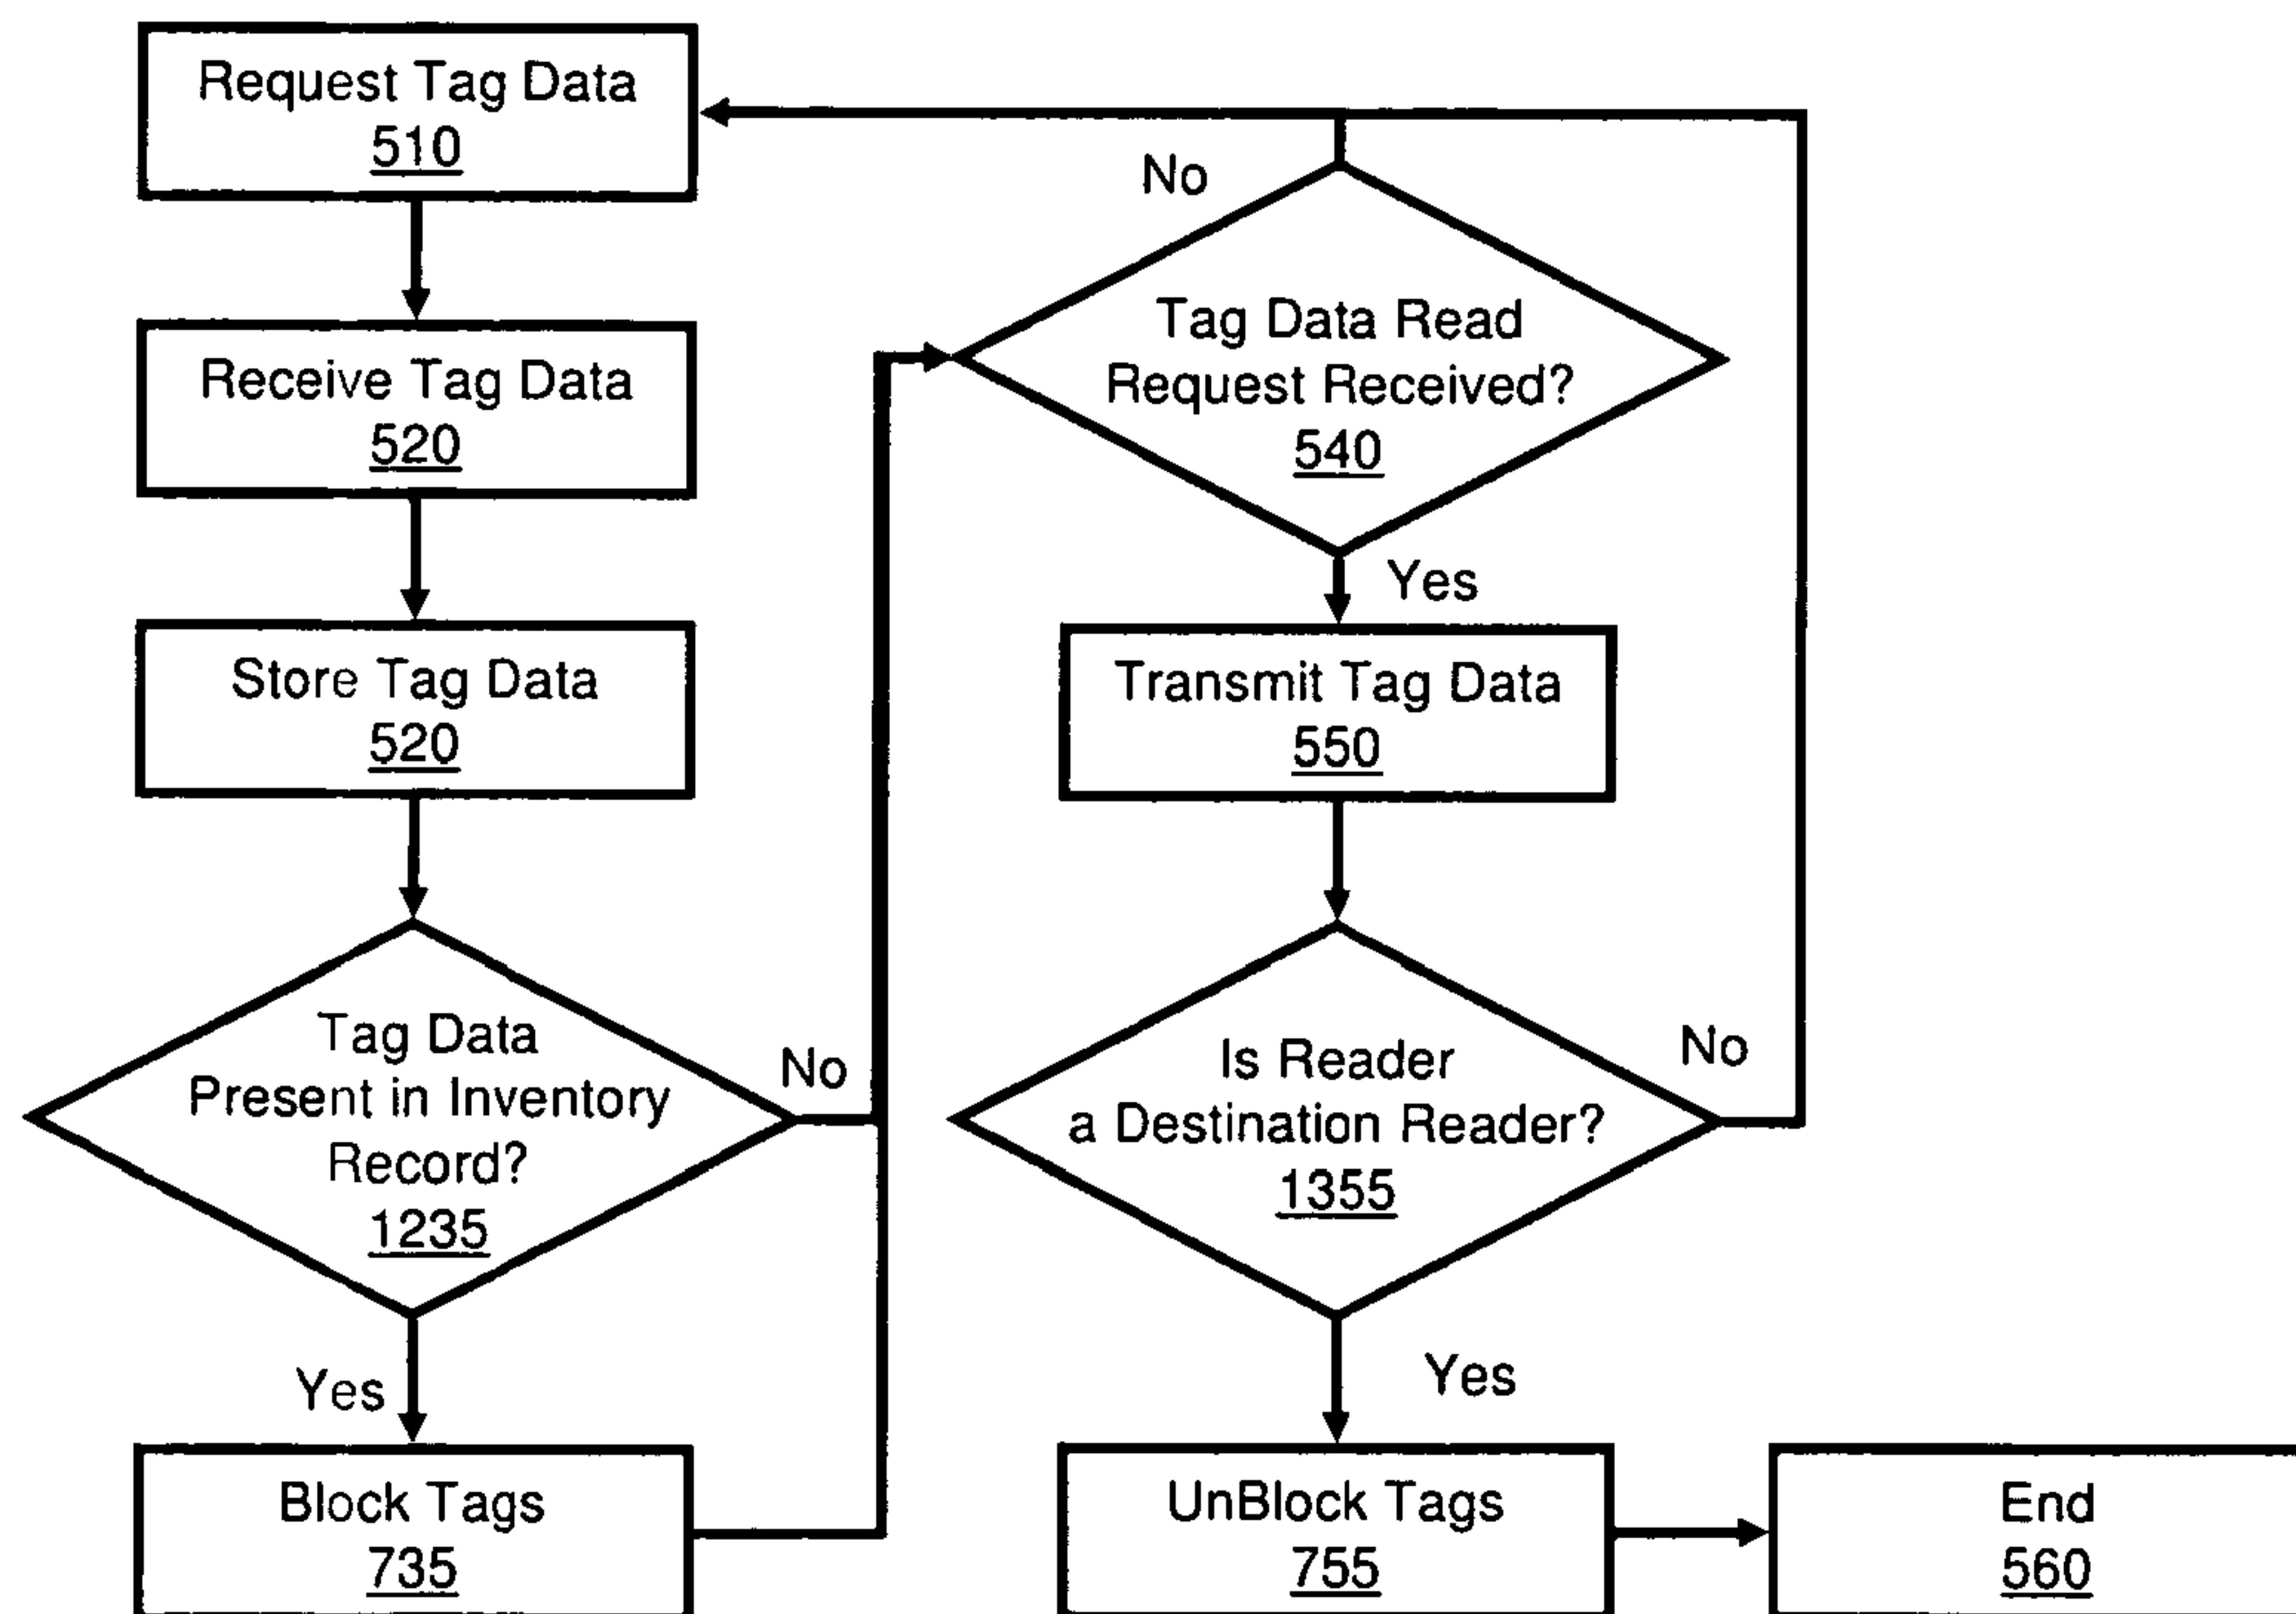 Request Tag Data
510
Receive Tag Data
520
Store Tag Data
520
Tag Data
Present in Inventory
Record?
1235
No
Yes
Block Tags
735
No
Tag Data Read
Request Received?
540
Yes
Transmit Tag Data
550
Is Reader
a Destination Reader?
1355
No
Yes
UnBlock Tags
755
End
560